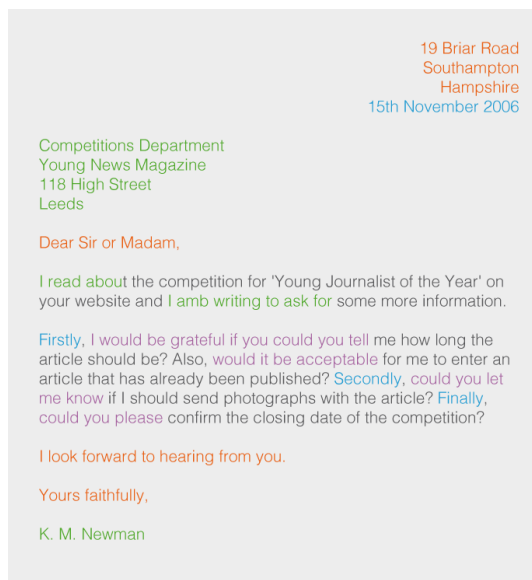 19 Briar Road
Southampton
Hampshire
15th November 2006
Competitions Department
Young News Magazine
118 High Street
Leeds
Dear Sir or Madam,
I read about the competition for 'Young Journalist of the Year' on
your website and I amb writing to ask for some more information.
Firstly, I would be grateful if you could you tell me how long the
article should be? Also, would it be acceptable for me to enter an
article that has already been published? Secondly, could you let
me know if I should send photographs with the article? Finally,
could you please confirm the closing date of the competition?
I look forward to hearing from you.
Yours faithfully,
K. M. Newman